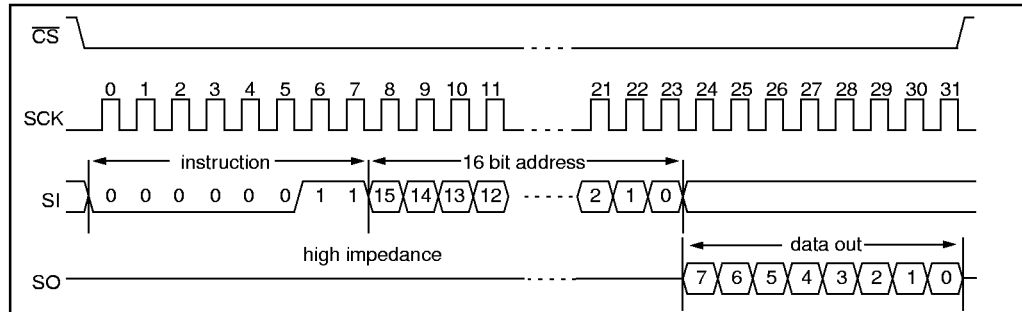 CS
0 1 2 3 4 5 6 7 8 9 10 11 21 22 23 24 25 26 27 28 29 30 31
SCK
instruction 16 bit address
SI 0 0 0 0 0 0 1 1 15 14 13 12 2 1 0
high impedance data out
SO 7 6 5 4 3 2 1 0